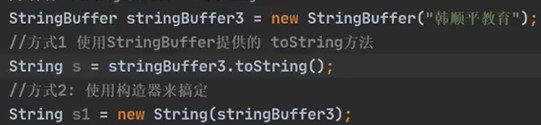 StringBuffer stringBuffer3 = new StringBuffer("韩顺平教育");
//方式1 使用StringBuffer提供的 toString方法
String s = stringBuffer3.toString();
//方式2: 使用构造器来搞定
String s1 = new String(stringBuffer3);